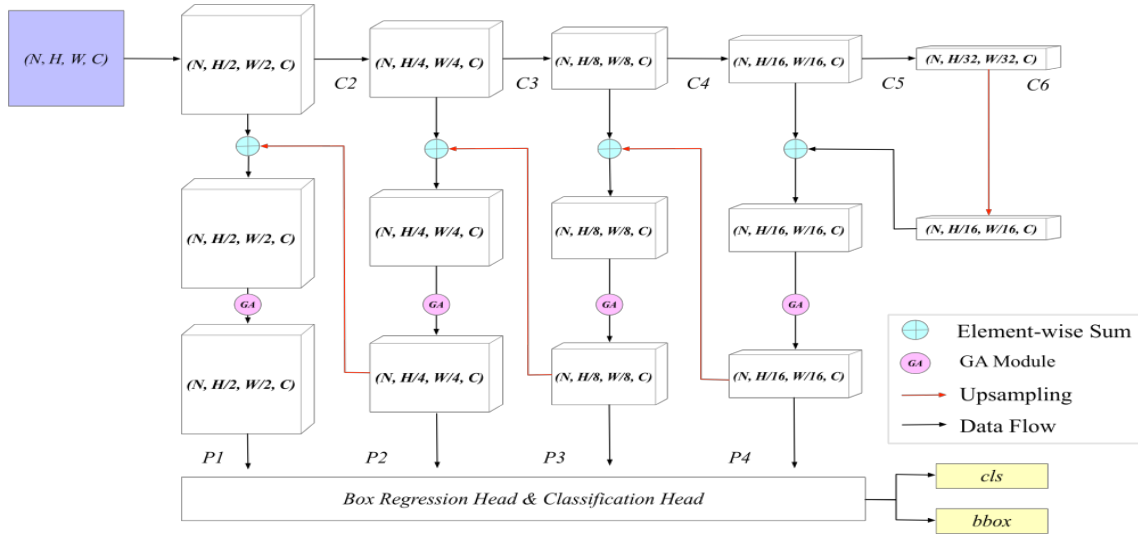 (N, H, W, C)
(N, H/2, W/2, C)
(N, H/4, W/4, C)
(N, H/8, W/8, C)
(N, H/16, W/16, C)
(N, H/32, W/32, C)
C2
C3
C4
C5
C6
(N, H/2, W/2, C)
(N, H/4, W/4, C)
(N, H/8, W/8, C)
(N, H/16, W/16, C)
(N, H/16, W/16, C)
GA
GA
GA
GA
(N, H/2, W/2, C)
(N, H/4, W/4, C)
(N, H/8, W/8, C)
(N, H/16, W/16, C)
Element-wise Sum
GA
GA Module
Upsampling
Data Flow
P1
P2
P3
P4
Box Regression Head & Classification Head
cls
bbox